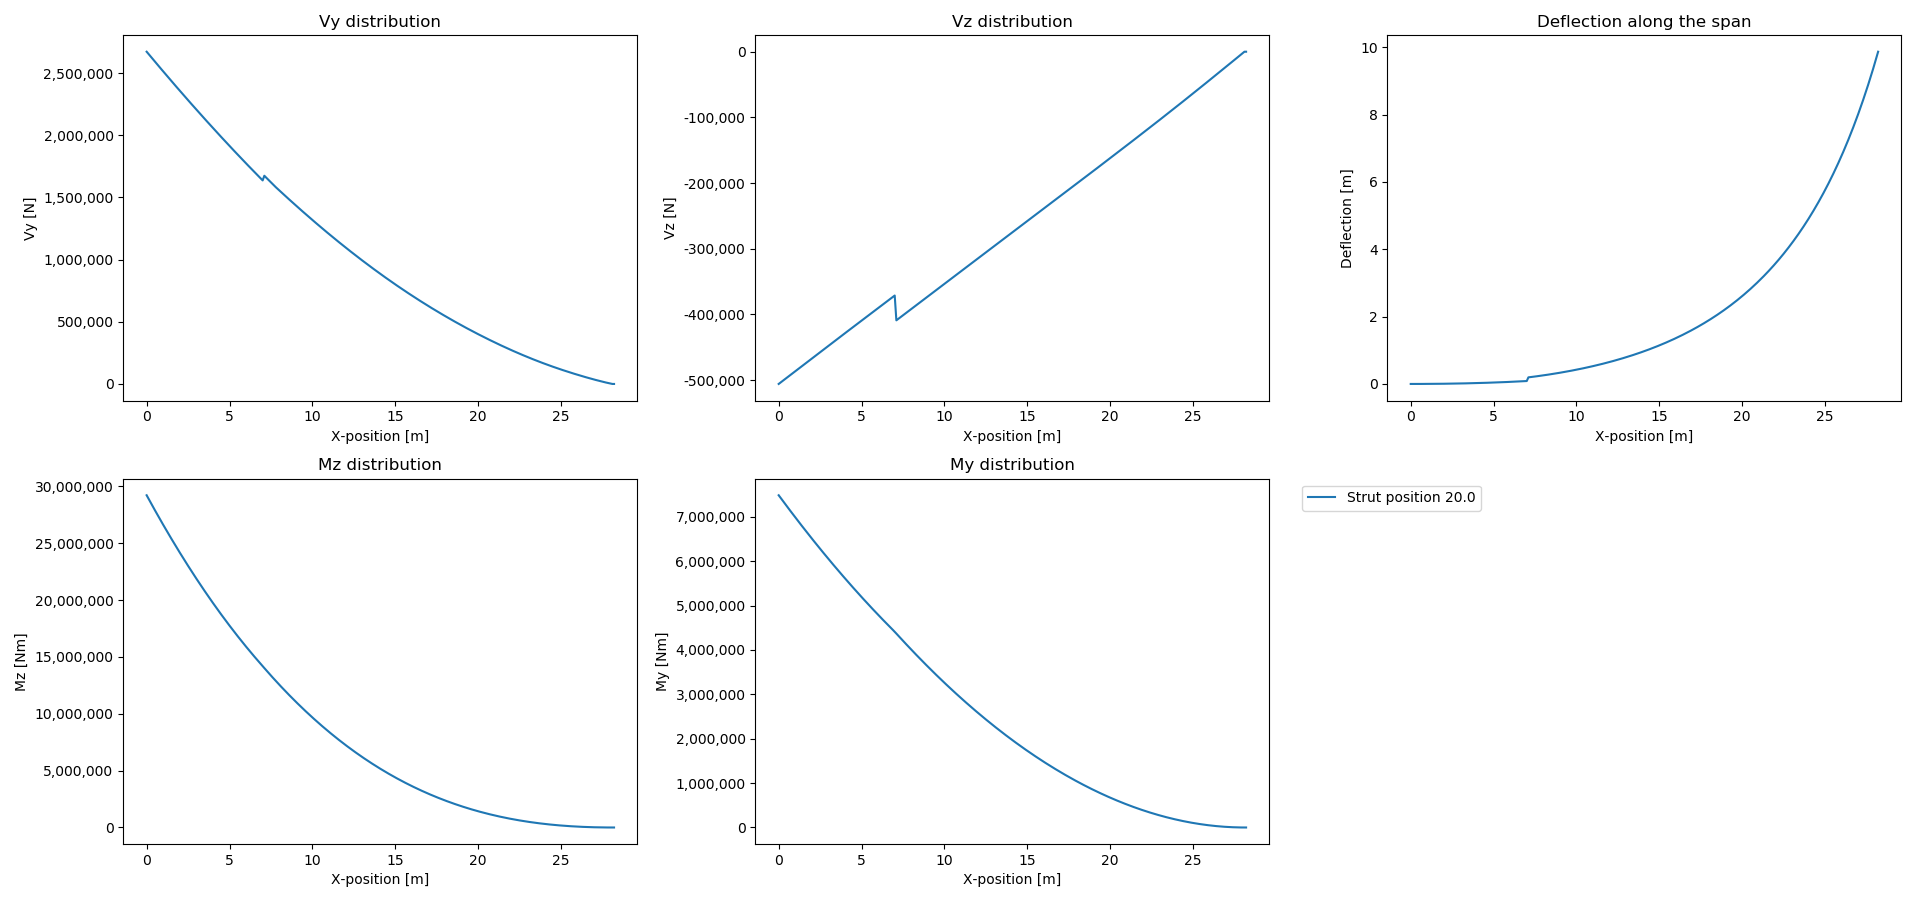 Vy distribution
2,500,000
2,000,000
1,500,000
1,000,000
500,000
0
Vy [N]
0 5 10 15 20 25
X-position [m]
Vz distribution
0
-100,000
-200,000
-300,000
-400,000
-500,000
Vz [N]
0 5 10 15 20 25
X-position [m]
Deflection along the span
10
8
6
4
2
0
Deflection [m]
0 5 10 15 20 25
X-position [m]
Mz distribution
30,000,000
25,000,000
20,000,000
15,000,000
10,000,000
5,000,000
0
Mz [Nm]
0 5 10 15 20 25
X-position [m]
My distribution
7,000,000
6,000,000
5,000,000
4,000,000
3,000,000
2,000,000
1,000,000
0
My [Nm]
0 5 10 15 20 25
X-position [m]
Strut position 20.0